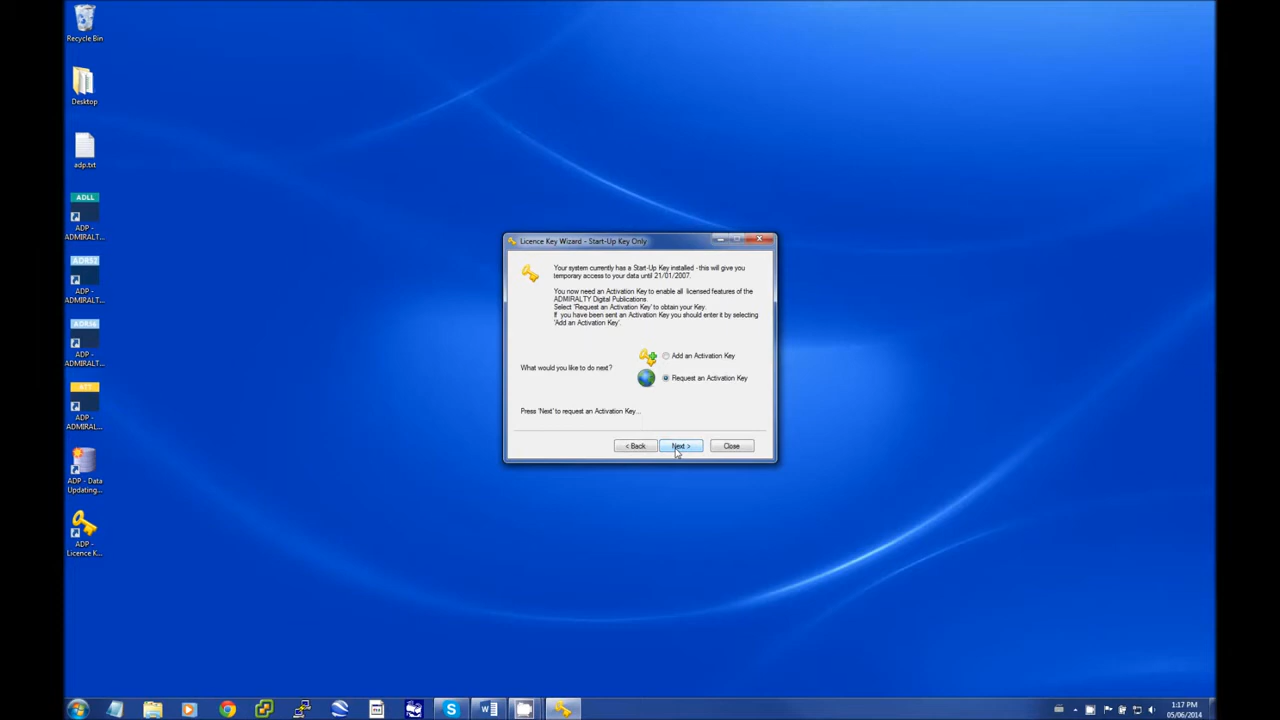 Recycle Bin
Desktop
adp.txt
ADLL
ADP -
ADMIRALT...
ADRS2
ADP -
ADMIRALT...
ADRS6
ADP -
ADMIRALT...
ATT
ADP -
ADMIRALT...
ADP - Data
Updating...
ADP -
Licence K...
Licence Key Wizard - Start-Up Key Only
Your system currently has a Start-Up Key installed - this will give you
temporary access to your data until 21/01/2007.
You now need an Activation Key to enable all licensed features of the
ADMIRALTY Digital Publications.
Select 'Request an Activation Key' to obtain your Key.
If you have been sent an Activation Key you should enter it by selecting
'Add an Activation Key'.
Add an Activation Key
What would you like to do next?
Request an Activation Key
Press 'Next' to request an Activation Key...
< Back
Next >
Close
1:17 PM
05/06/2014